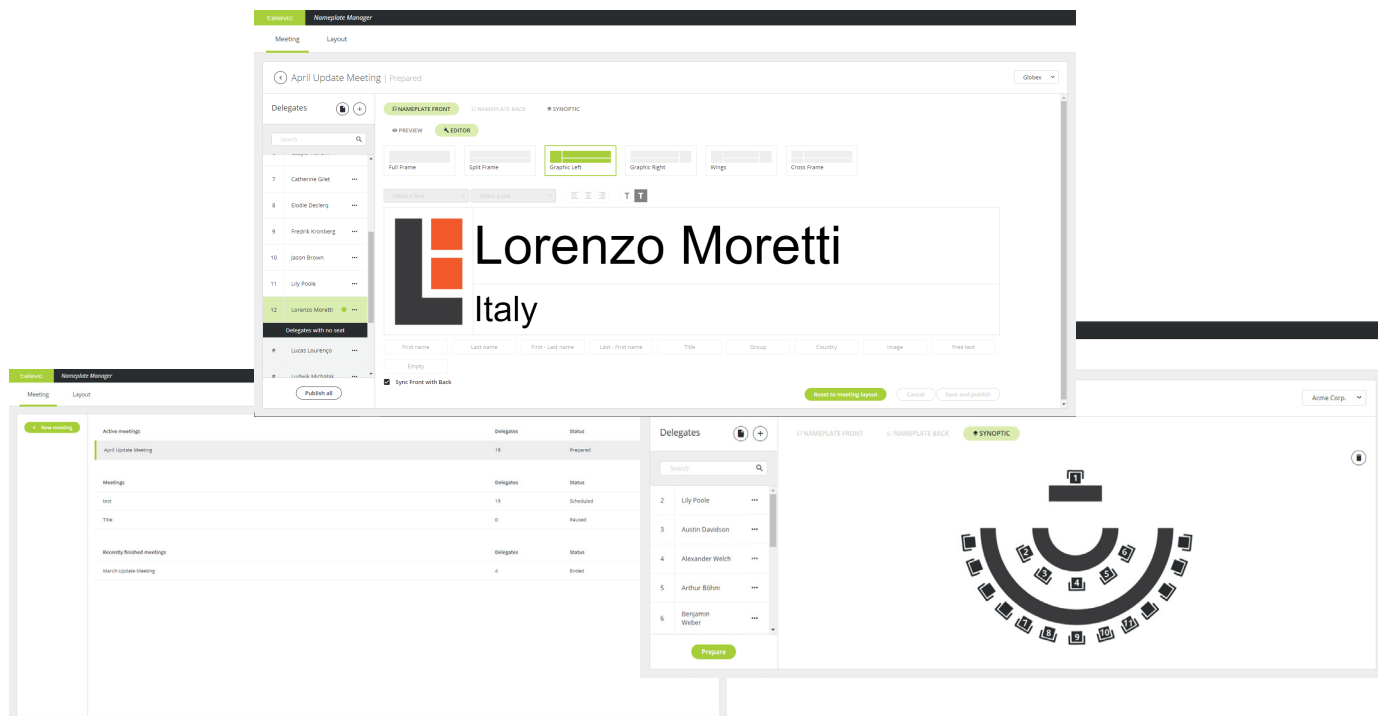 televic Nameplate Manager
Meeting Layout
April Update Meeting | Prepared
Globex
Delegates
NAMEPLATE FRONT NAMEPLATE BACK SYNOPTIC
Search
PREVIEW EDITOR
Full Frame Split Frame Graphic Left Graphic Right Wings Cross Frame
7 Catherine Gilet
Select a font Select a size T T
8 Elodie Declerq
9 Fredrik Kronberg
10 Jason Brown
11 Lily Poole
12 Lorenzo Moretti
Delegates with no seat
# Lucas Lourenço
# Ludwik Michalak
Publish all
Lorenzo Moretti
Italy
First name Last name First - Last name Last - First name Title Group Country Image Free text
Empty
Sync Front with Back
Reset to meeting layout Cancel Save and publish
televic Nameplate Manager
Meeting Layout
+ New meeting
Active meetings Delegates Status
April Update Meeting 19 Prepared
Meetings Delegates Status
test 19 Scheduled
Title 0 Paused
Recently finished meetings Delegates Status
March Update Meeting 4 Ended
Acme Corp.
Delegates
NAMEPLATE FRONT NAMEPLATE BACK SYNOPTIC
Search
2 Lily Poole
3 Austin Davidson
4 Alexander Welch
5 Arthur Böhm
6 Benjamin
Weber
Prepare
1
2 6
3 5
4
7 11
8 10
9